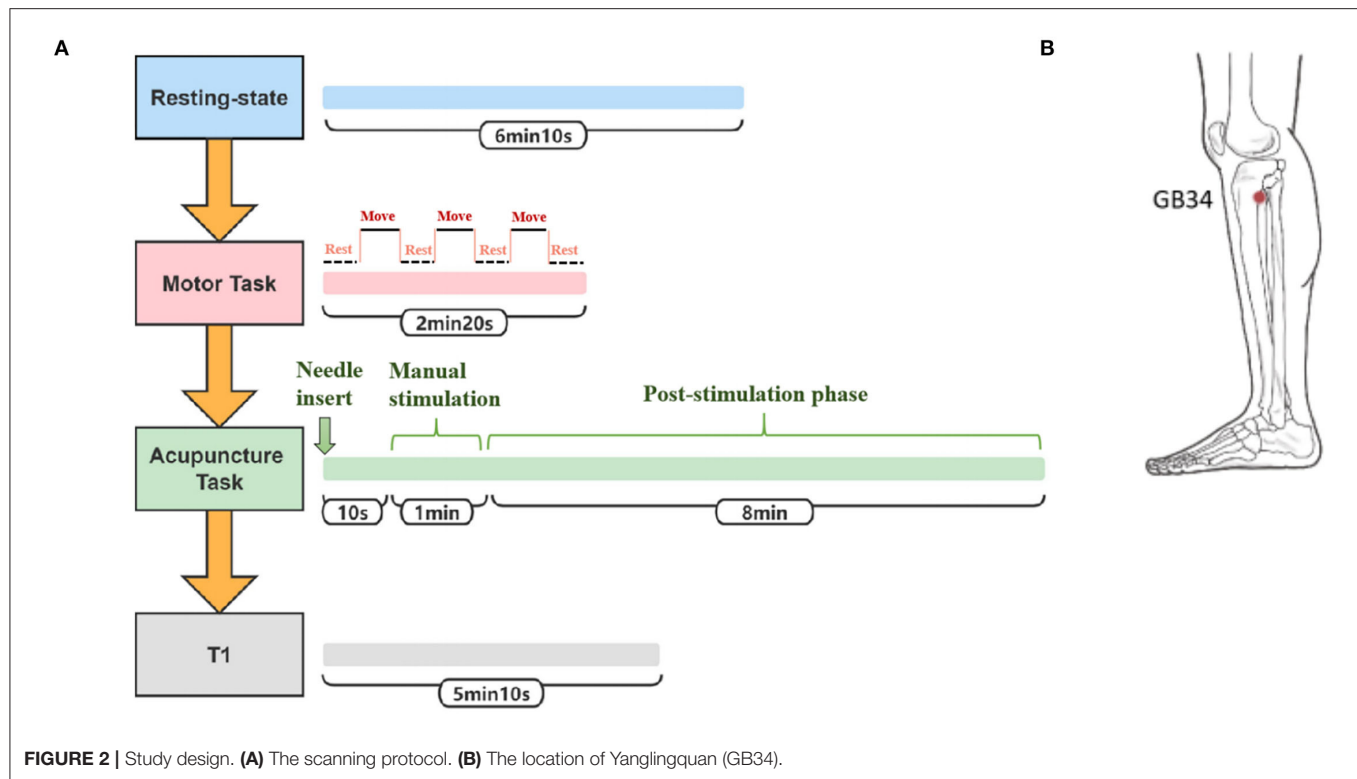 A
B
Resting-state
6min10s
Move Move Move
Rest Rest Rest Rest
Motor Task
2min20s
Needle
insert
Manual
stimulation
Post-stimulation phase
Acupuncture
Task
10s 1min 8min
T1
5min10s
GB34
FIGURE 2 | Study design. (A) The scanning protocol. (B) The location of Yanglingquan (GB34).